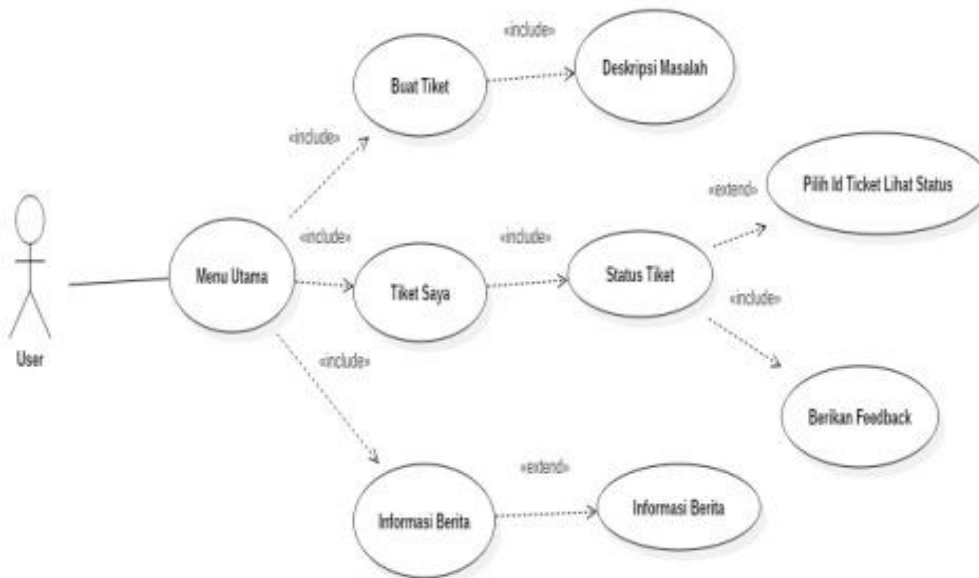 «include»
Buat Tiket
Deskripsi Masalah
«include»
Pilih Id Ticket Lihat Status
«extend»
«include»
«include»
Menu Utama
Tiket Saya
Status Tiket
«include»
User
«include»
Berikan Feedback
«extend»
Informasi Berita
Informasi Berita